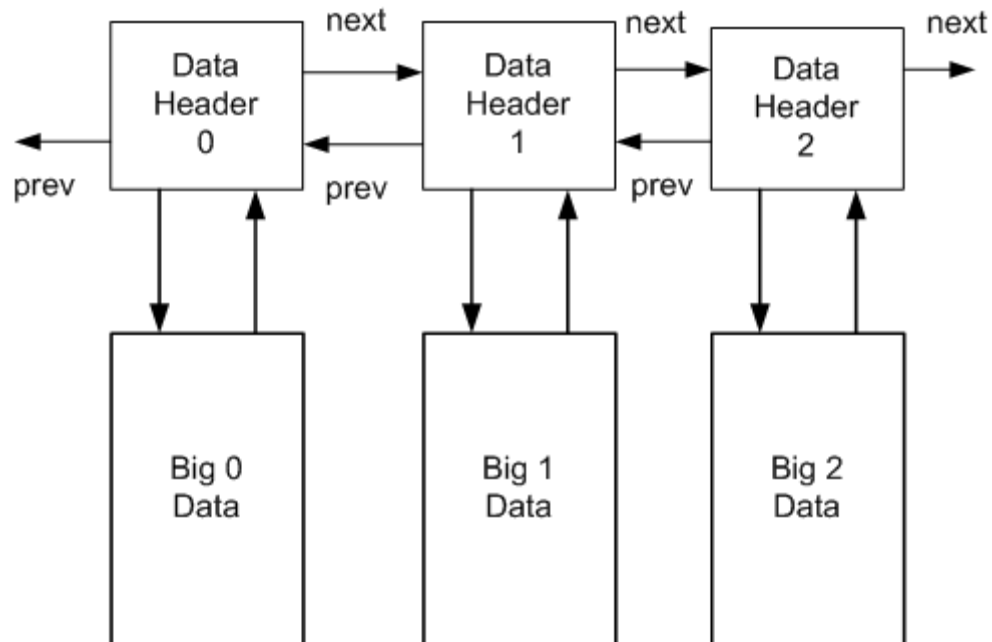 next
next
next
Data
Header
0
Data
Header
1
Data
Header
2
prev
prev
prev
Big 0
Data
Big 1
Data
Big 2
Data